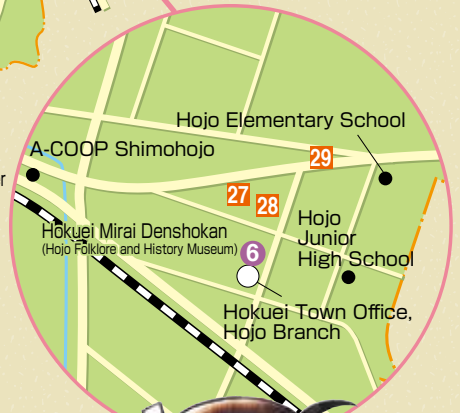 Hojo Elementary School
A-COOP Shimohojo
29
r
27
28
Hojo
Junior
High School
Hokuei Mirai Denshokan
(Hojo Folklore and History Museum)
6
Hokuei Town Office,
Hojo Branch